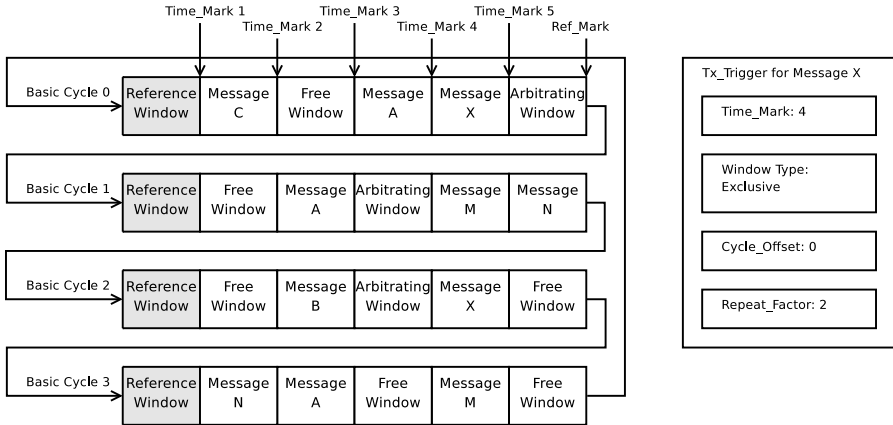 Time_Mark 1
Time_Mark 3
Time_Mark 5
Time_Mark 2
Time_Mark 4
Ref_Mark
Basic Cycle 0
Reference
Window
Message
C
Free
Window
Message
A
Message
X
Arbitrating
Window
Basic Cycle 1
Reference
Window
Free
Window
Message
A
Arbitrating
Window
Message
M
Message
N
Basic Cycle 2
Reference
Window
Free
Window
Message
B
Arbitrating
Window
Message
X
Free
Window
Basic Cycle 3
Reference
Window
Message
N
Message
A
Free
Window
Message
M
Free
Window
Tx_Trigger for Message X
Time_Mark: 4
Window Type:
Exclusive
Cycle_Offset: 0
Repeat_Factor: 2